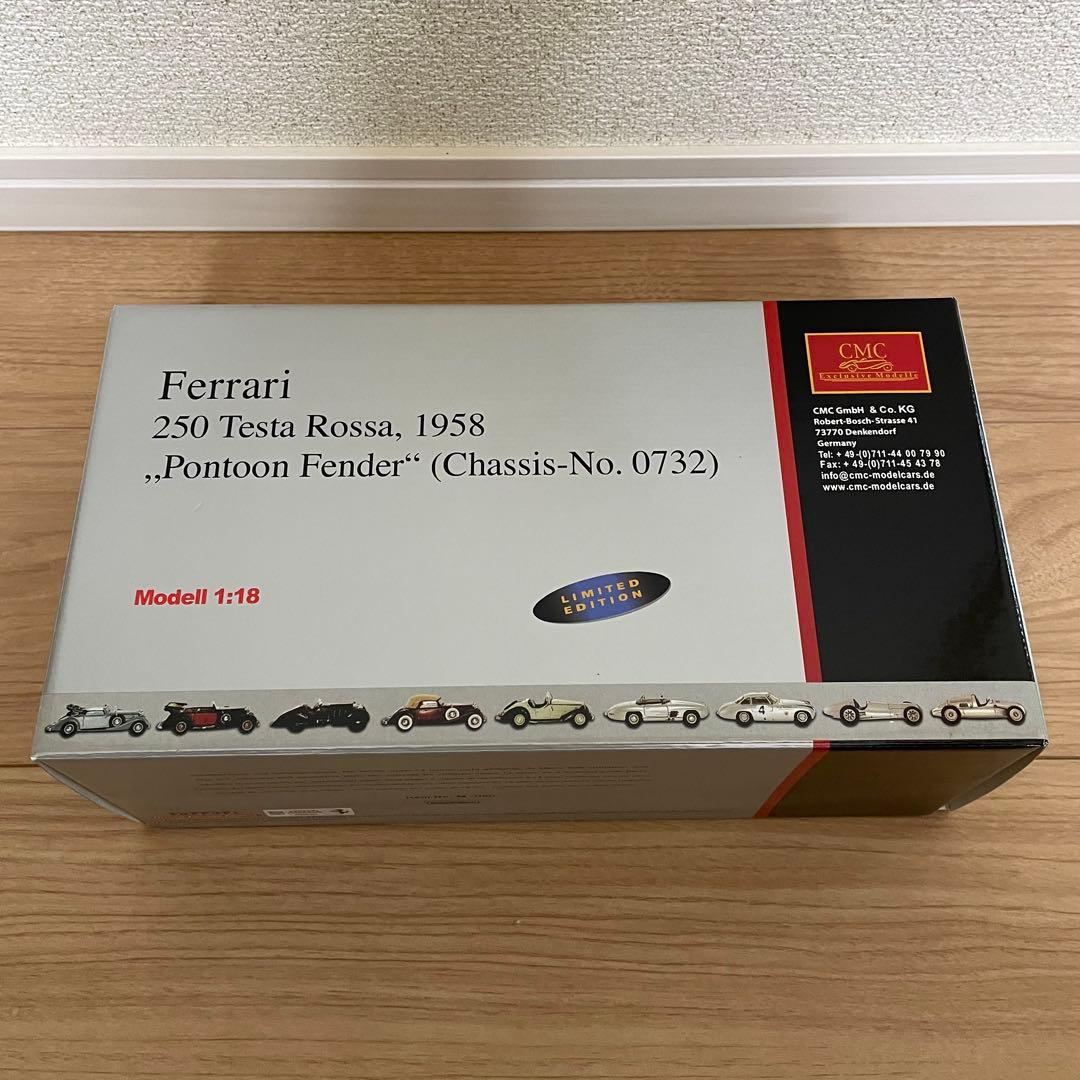 Ferrari
250 Testa Rossa, 1958
„Pontoon Fender“ (Chassis-No. 0732)
Modell 1:18
LIMITED
EDITION
CMC
Exclusive Modelle
CMC GmbH & Co. KG
Robert-Bosch-Strasse 41
73770 Denkendorf
Germany
Tel: + 49-(0)711-44 00 79 90
Fax: + 49-(0)711-45 43 78
info@cmc-modelcars.de
www.cmc-modelcars.de
4